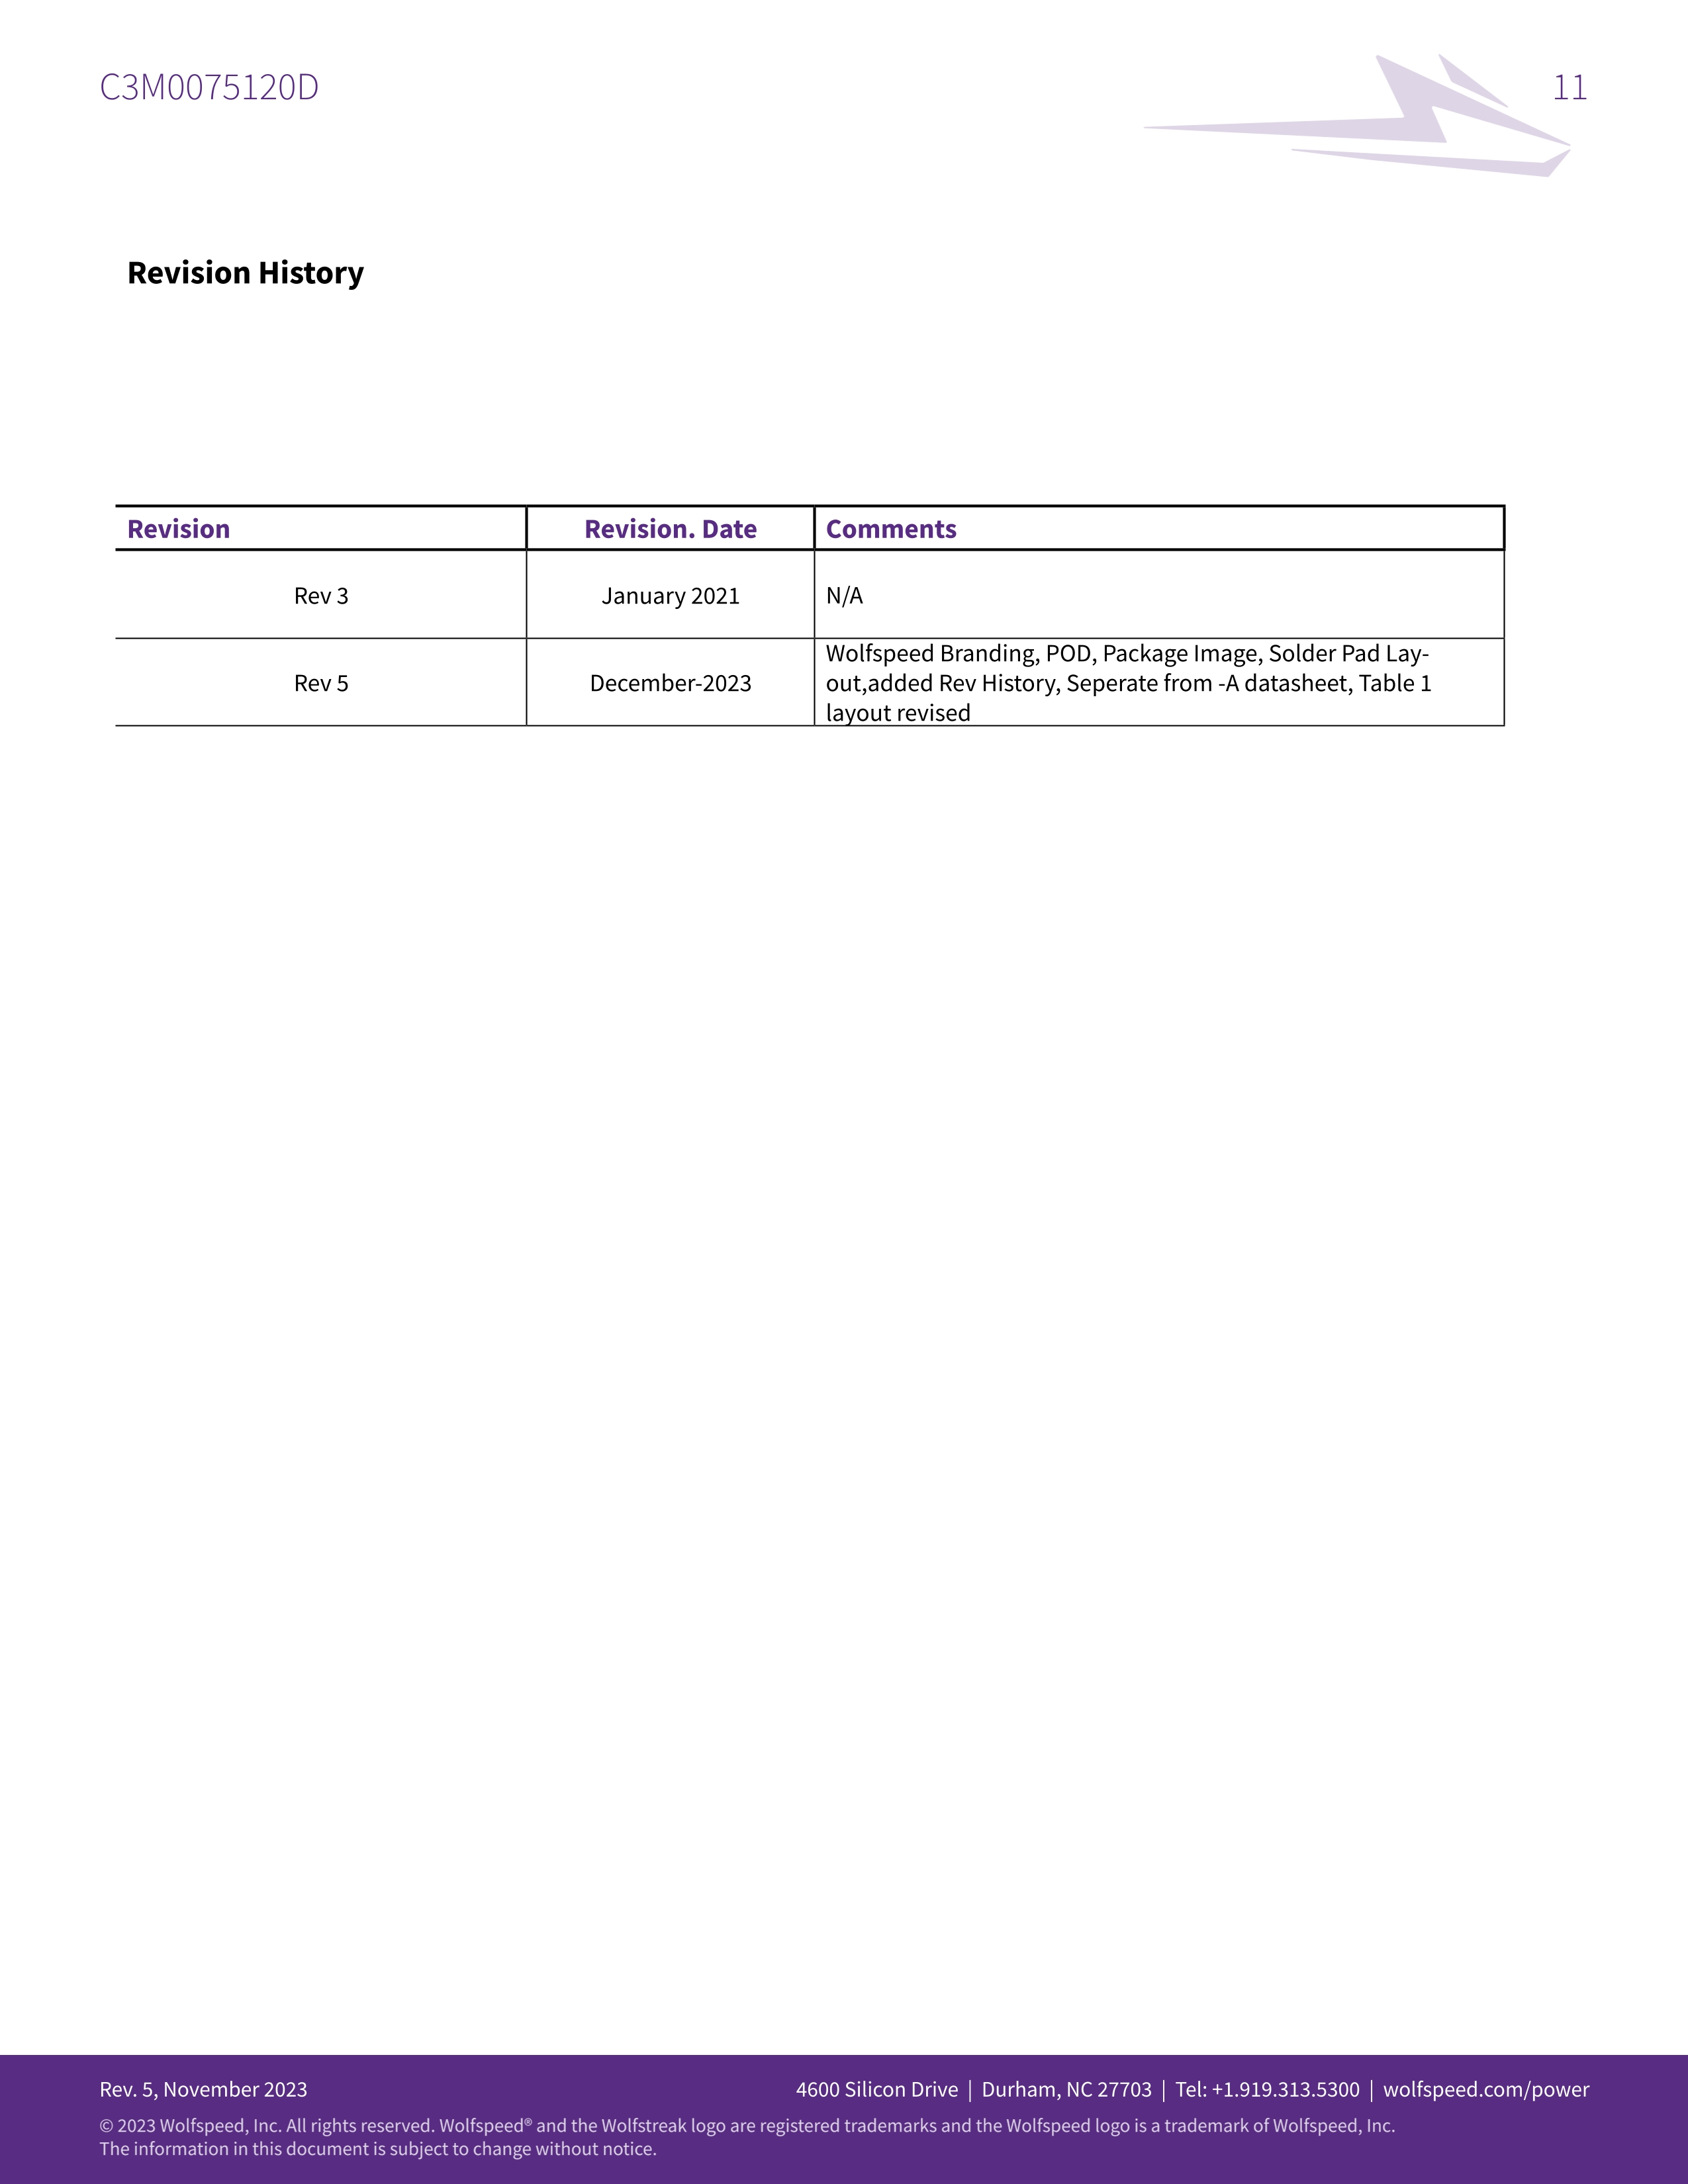 C3M0075120D
11
Revision History
Revision Revision. Date Comments
Rev 3 January 2021 N/A
Rev 5 December-2023 Wolfspeed Branding, POD, Package Image, Solder Pad Lay-
out,added Rev History, Seperate from -A datasheet, Table 1
layout revised
Rev. 5, November 2023
4600 Silicon Drive | Durham, NC 27703 | Tel: +1.919.313.5300 | wolfspeed.com/power
© 2023 Wolfspeed, Inc. All rights reserved. Wolfspeed® and the Wolfstreak logo are registered trademarks and the Wolfspeed logo is a trademark of Wolfspeed, Inc.
The information in this document is subject to change without notice.